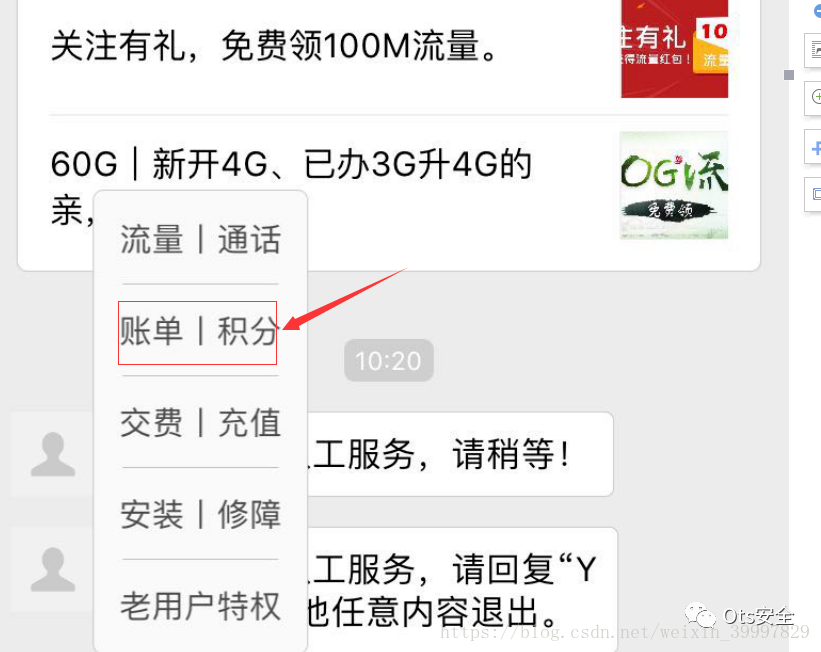 关注有礼，免费领100M流量。
主有礼 10
获得流量红包！ 流量
60G｜新开4G、已办3G升4G的
亲，
0G流
免费领
流量｜通话
账单｜积分
10:20
交费｜充值
工服务，请稍等！
安装｜修障
工服务，请回复“Y
老用户特权
他任意内容退出。
Ots安全
https://blog.csdn.net/weixin_39997829